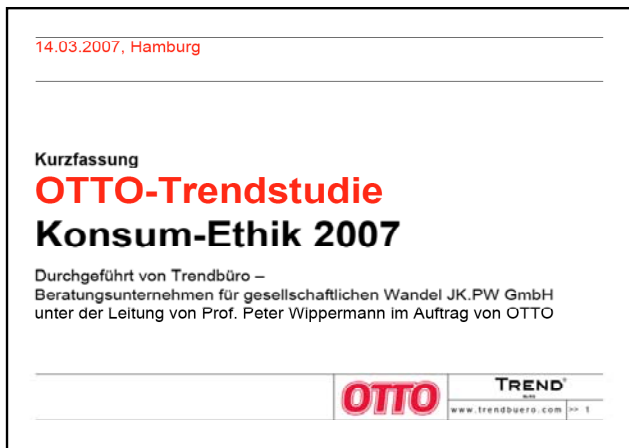 14.03.2007, Hamburg
Kurzfassung
OTTO-Trendstudie
Konsum-Ethik 2007
Durchgeführt von Trendbüro –
Beratungsunternehmen für gesellschaftlichen Wandel JK.PW GmbH
unter der Leitung von Prof. Peter Wippermann im Auftrag von OTTO
OTTO
TREND
www.trendbuero.com >> 1